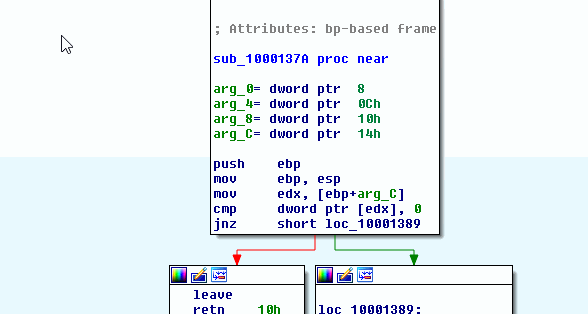 ; Attributes: bp-based frame
sub_1000137A proc near
arg_0= dword ptr  8
arg_4= dword ptr  0Ch
arg_8= dword ptr  10h
arg_C= dword ptr  14h
push    ebp
mov     ebp, esp
mov     edx, [ebp+arg_C]
cmp     dword ptr [edx], 0
jnz     short loc_10001389
leave
retn    10h
loc_10001389: